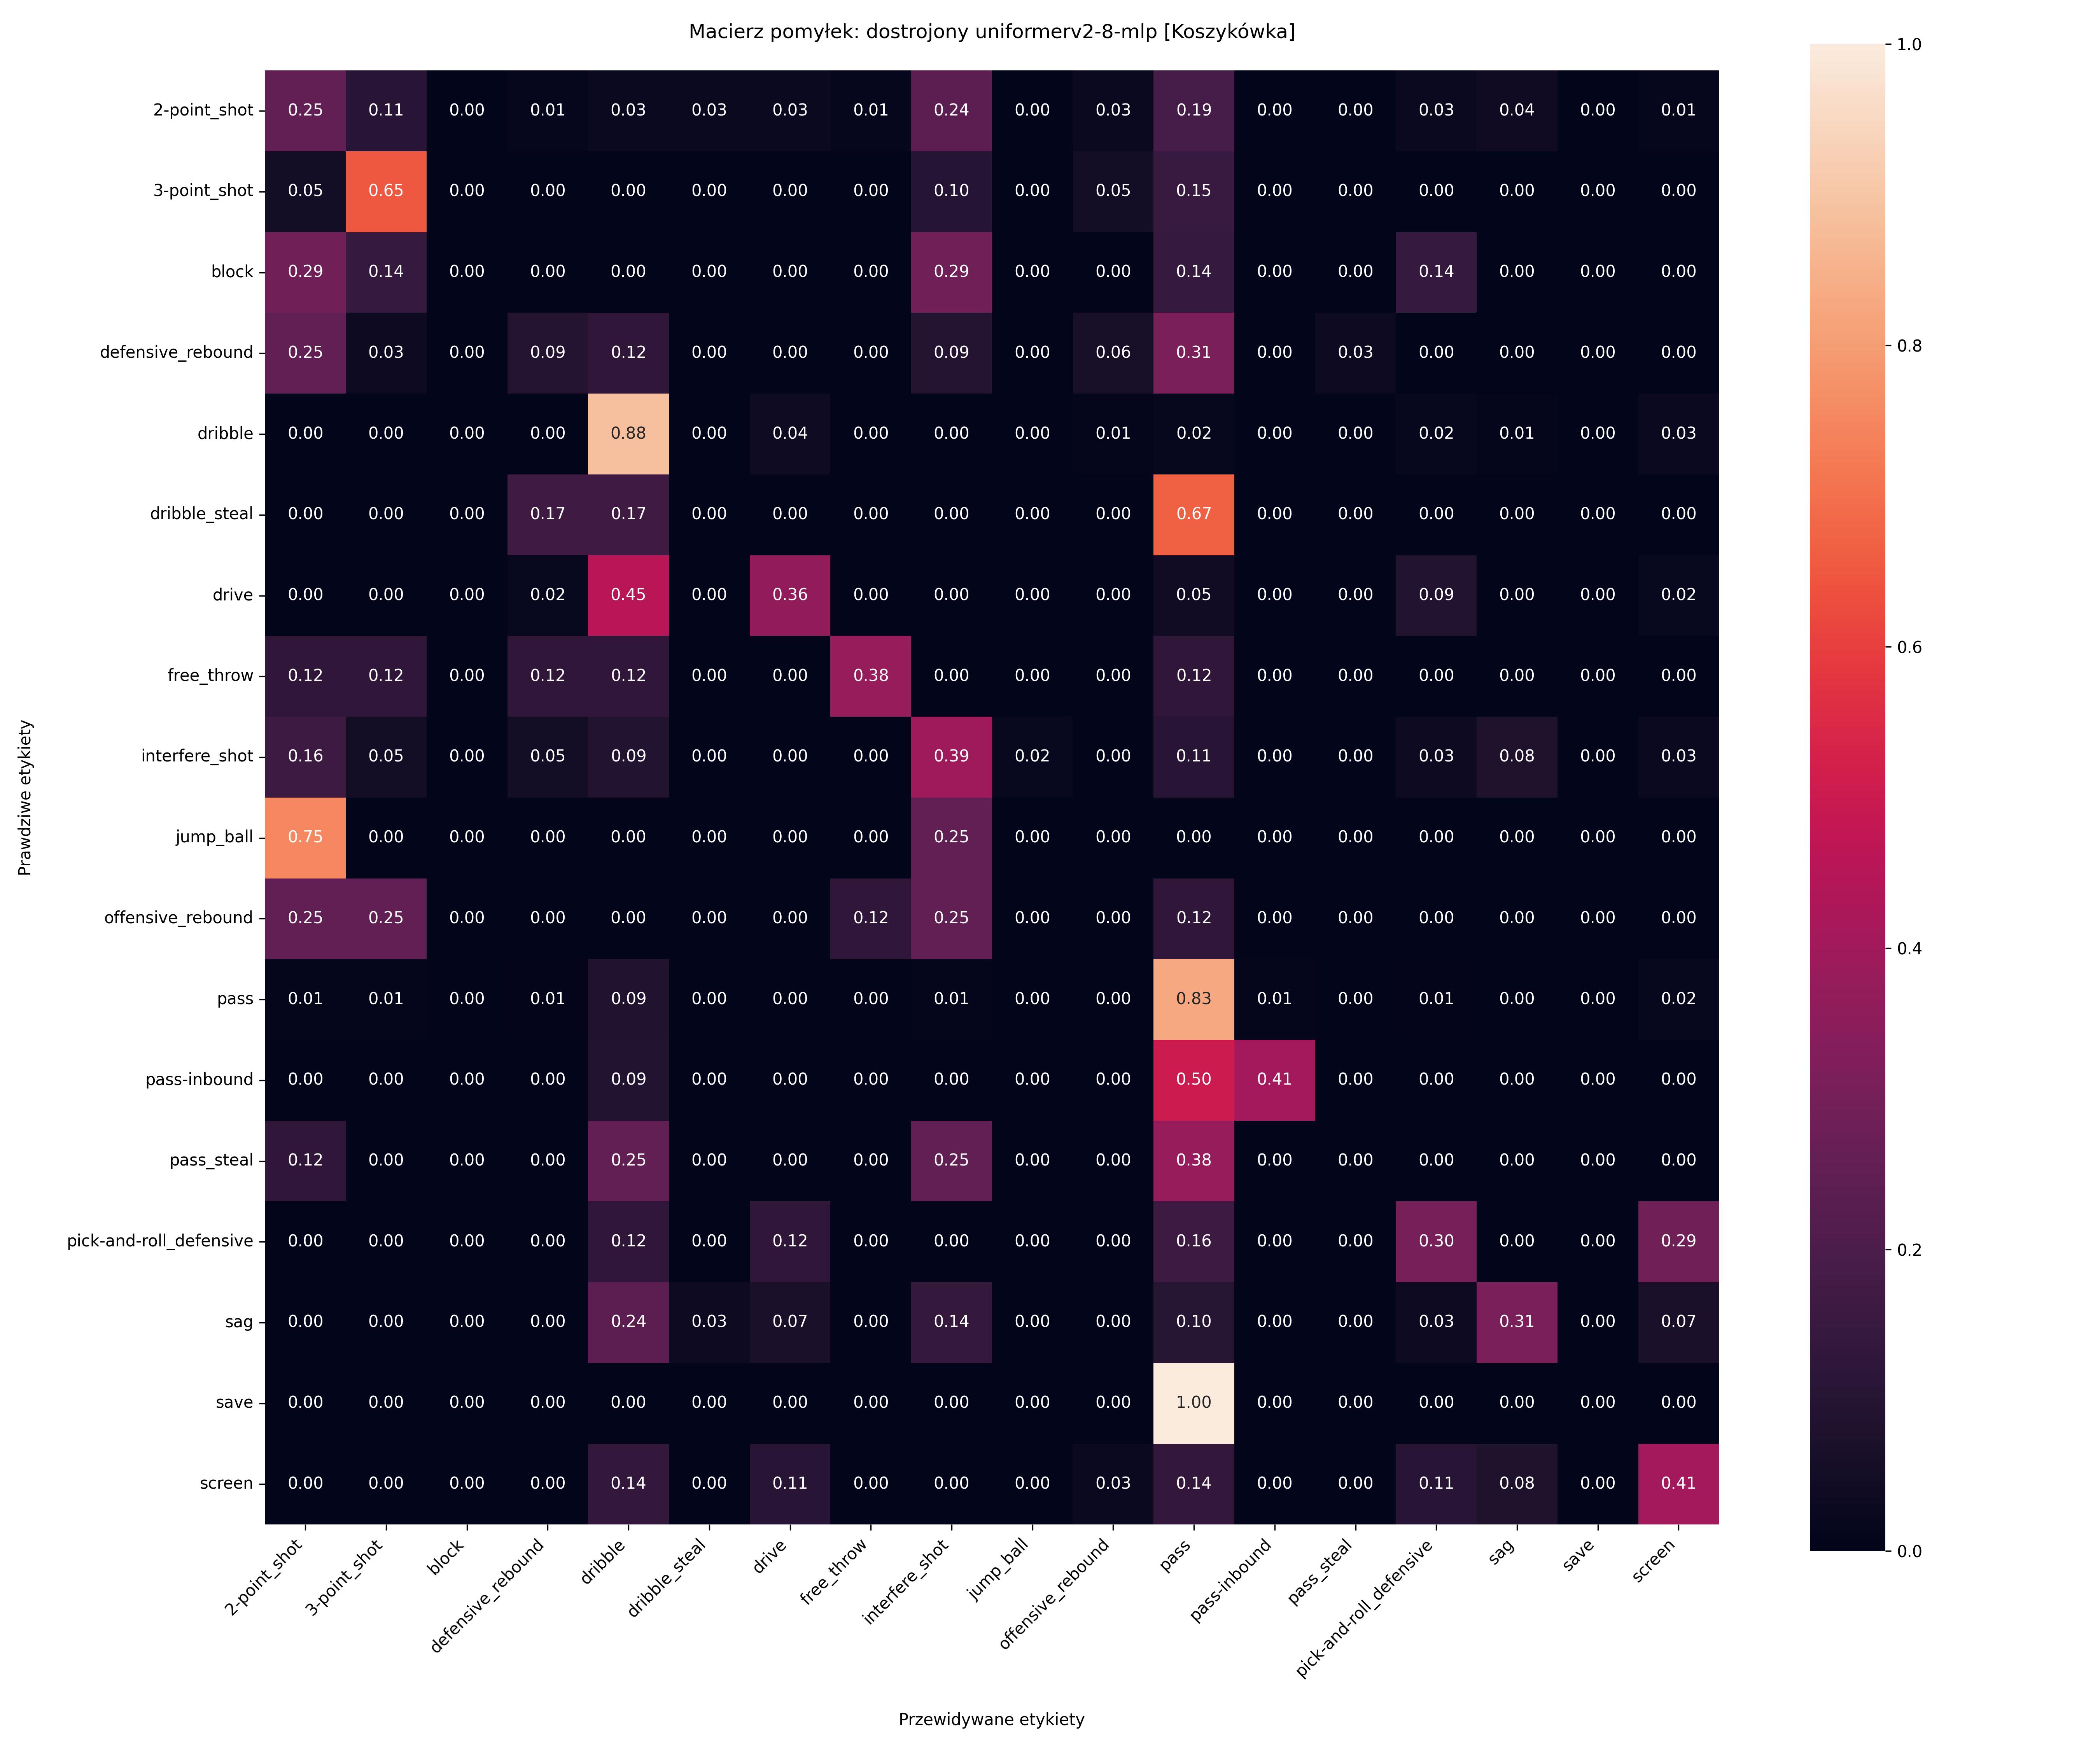 Macierz pomyłek: dostrojony uniformerv2-8-mlp [Koszykówka]
1.0
2-point_shot 0.25 0.11 0.00 0.01 0.03 0.03 0.03 0.01 0.24 0.00 0.03 0.19 0.00 0.00 0.03 0.04 0.00 0.01
3-point_shot 0.05 0.65 0.00 0.00 0.00 0.00 0.00 0.00 0.10 0.00 0.05 0.15 0.00 0.00 0.00 0.00 0.00 0.00
block 0.29 0.14 0.00 0.00 0.00 0.00 0.00 0.00 0.29 0.00 0.00 0.14 0.00 0.00 0.14 0.00 0.00 0.00
0.8
defensive_rebound 0.25 0.03 0.00 0.09 0.12 0.00 0.00 0.00 0.09 0.00 0.06 0.31 0.00 0.03 0.00 0.00 0.00 0.00
dribble 0.00 0.00 0.00 0.00 0.88 0.00 0.04 0.00 0.00 0.00 0.01 0.02 0.00 0.00 0.02 0.01 0.00 0.03
dribble_steal 0.00 0.00 0.00 0.17 0.17 0.00 0.00 0.00 0.00 0.00 0.00 0.67 0.00 0.00 0.00 0.00 0.00 0.00
drive 0.00 0.00 0.00 0.02 0.45 0.00 0.36 0.00 0.00 0.00 0.00 0.05 0.00 0.00 0.09 0.00 0.00 0.02
0.6
free_throw 0.12 0.12 0.00 0.12 0.12 0.00 0.00 0.38 0.00 0.00 0.00 0.12 0.00 0.00 0.00 0.00 0.00 0.00
interfere_shot 0.16 0.05 0.00 0.05 0.09 0.00 0.00 0.00 0.39 0.02 0.00 0.11 0.00 0.00 0.03 0.08 0.00 0.03
Prawdziwe etykiety
jump_ball 0.75 0.00 0.00 0.00 0.00 0.00 0.00 0.00 0.25 0.00 0.00 0.00 0.00 0.00 0.00 0.00 0.00 0.00
offensive_rebound 0.25 0.25 0.00 0.00 0.00 0.00 0.00 0.12 0.25 0.00 0.00 0.12 0.00 0.00 0.00 0.00 0.00 0.00
0.4
pass 0.01 0.01 0.00 0.01 0.09 0.00 0.00 0.00 0.01 0.00 0.00 0.83 0.01 0.00 0.01 0.00 0.00 0.02
pass-inbound 0.00 0.00 0.00 0.00 0.09 0.00 0.00 0.00 0.00 0.00 0.00 0.50 0.41 0.00 0.00 0.00 0.00 0.00
pass_steal 0.12 0.00 0.00 0.00 0.25 0.00 0.00 0.00 0.25 0.00 0.00 0.38 0.00 0.00 0.00 0.00 0.00 0.00
pick-and-roll_defensive 0.00 0.00 0.00 0.00 0.12 0.00 0.12 0.00 0.00 0.00 0.00 0.16 0.00 0.00 0.30 0.00 0.00 0.29
0.2
sag 0.00 0.00 0.00 0.00 0.24 0.03 0.07 0.00 0.14 0.00 0.00 0.10 0.00 0.00 0.03 0.31 0.00 0.07
save 0.00 0.00 0.00 0.00 0.00 0.00 0.00 0.00 0.00 0.00 0.00 1.00 0.00 0.00 0.00 0.00 0.00 0.00
screen 0.00 0.00 0.00 0.00 0.14 0.00 0.11 0.00 0.00 0.00 0.03 0.14 0.00 0.00 0.11 0.08 0.00 0.41
0.0
2-point_shot
3-point_shot
block
defensive_rebound
dribble
dribble_steal
drive
free_throw
interfere_shot
jump_ball
offensive_rebound
pass
pass-inbound
pass_steal
pick-and-roll_defensive
sag
save
screen
Przewidywane etykiety